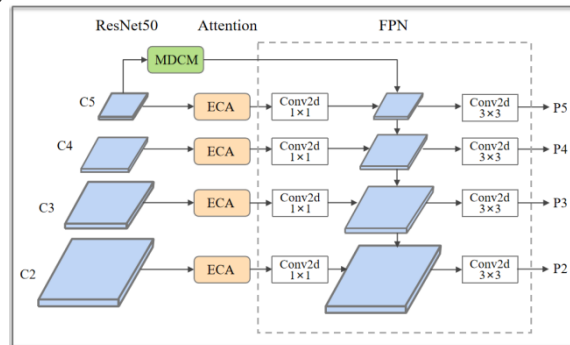 ResNet50 Attention FPN
MDCM
C5 ECA Conv2d Conv2d P5
1×1 3×3
C4 ECA Conv2d Conv2d P4
1×1 3×3
C3 ECA Conv2d Conv2d P3
1×1 3×3
C2 ECA Conv2d Conv2d P2
1×1 3×3